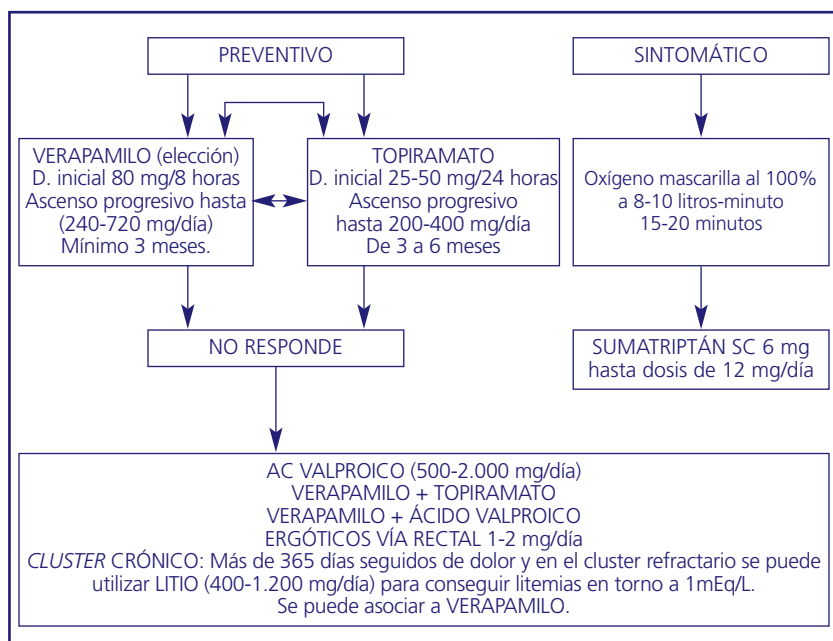 PREVENTIVO
VERAPAMILO (elección)
D. inicial 80 mg/8 horas
Ascenso progresivo hasta
(240-720 mg/día)
Mínimo 3 meses.
TOPIRAMATO
D. inicial 25-50 mg/24 horas
Ascenso progresivo
hasta 200-400 mg/día
De 3 a 6 meses
NO RESPONDE
SINTOMÁTICO
Oxígeno mascarilla al 100%
a 8-10 litros-minuto
15-20 minutos
SUMATRIPTÁN SC 6 mg
hasta dosis de 12 mg/día
AC VALPROICO (500-2.000 mg/día)
VERAPAMILO + TOPIRAMATO
VERAPAMILO + ÁCIDO VALPROICO
ERGÓTICOS VÍA RECTAL 1-2 mg/día
CLUSTER CRÓNICO: Más de 365 días seguidos de dolor y en el cluster refractario se puede
utilizar LITIO (400-1.200 mg/día) para conseguir litemias en torno a 1mEq/L.
Se puede asociar a VERAPAMILO.